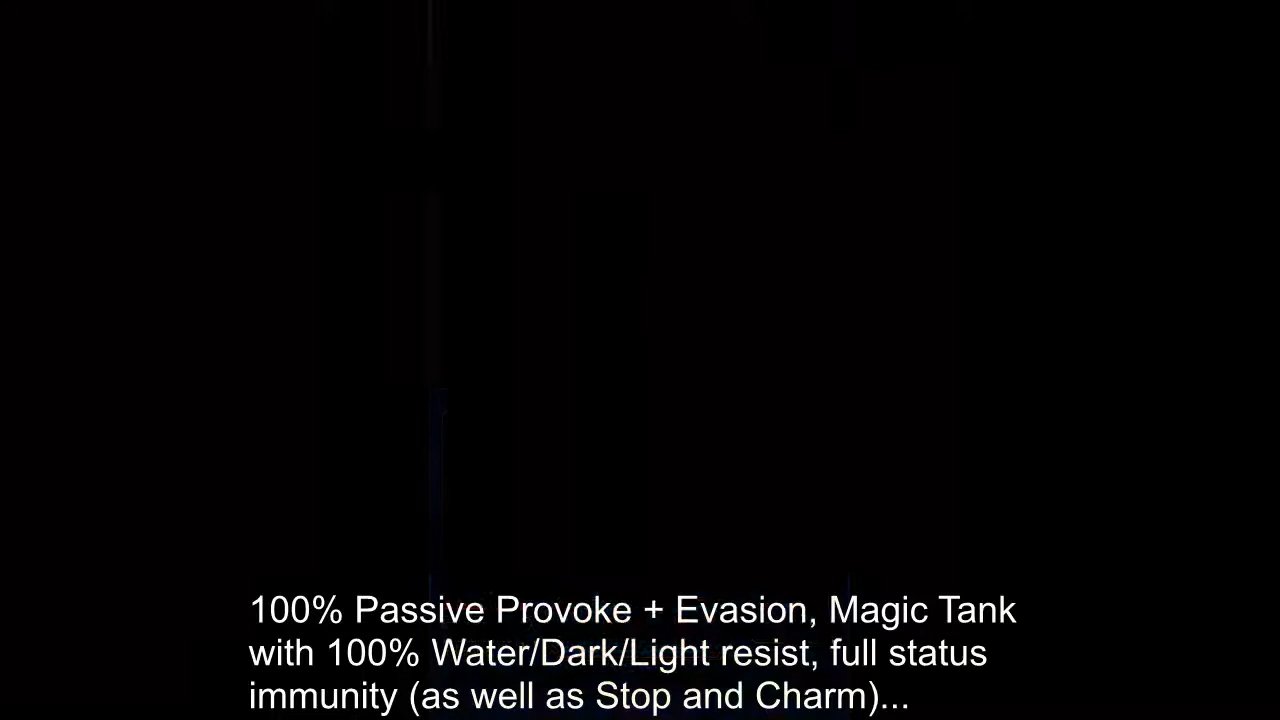 100% Passive Provoke + Evasion, Magic Tank
with 100% Water/Dark/Light resist, full status
immunity (as well as Stop and Charm)...